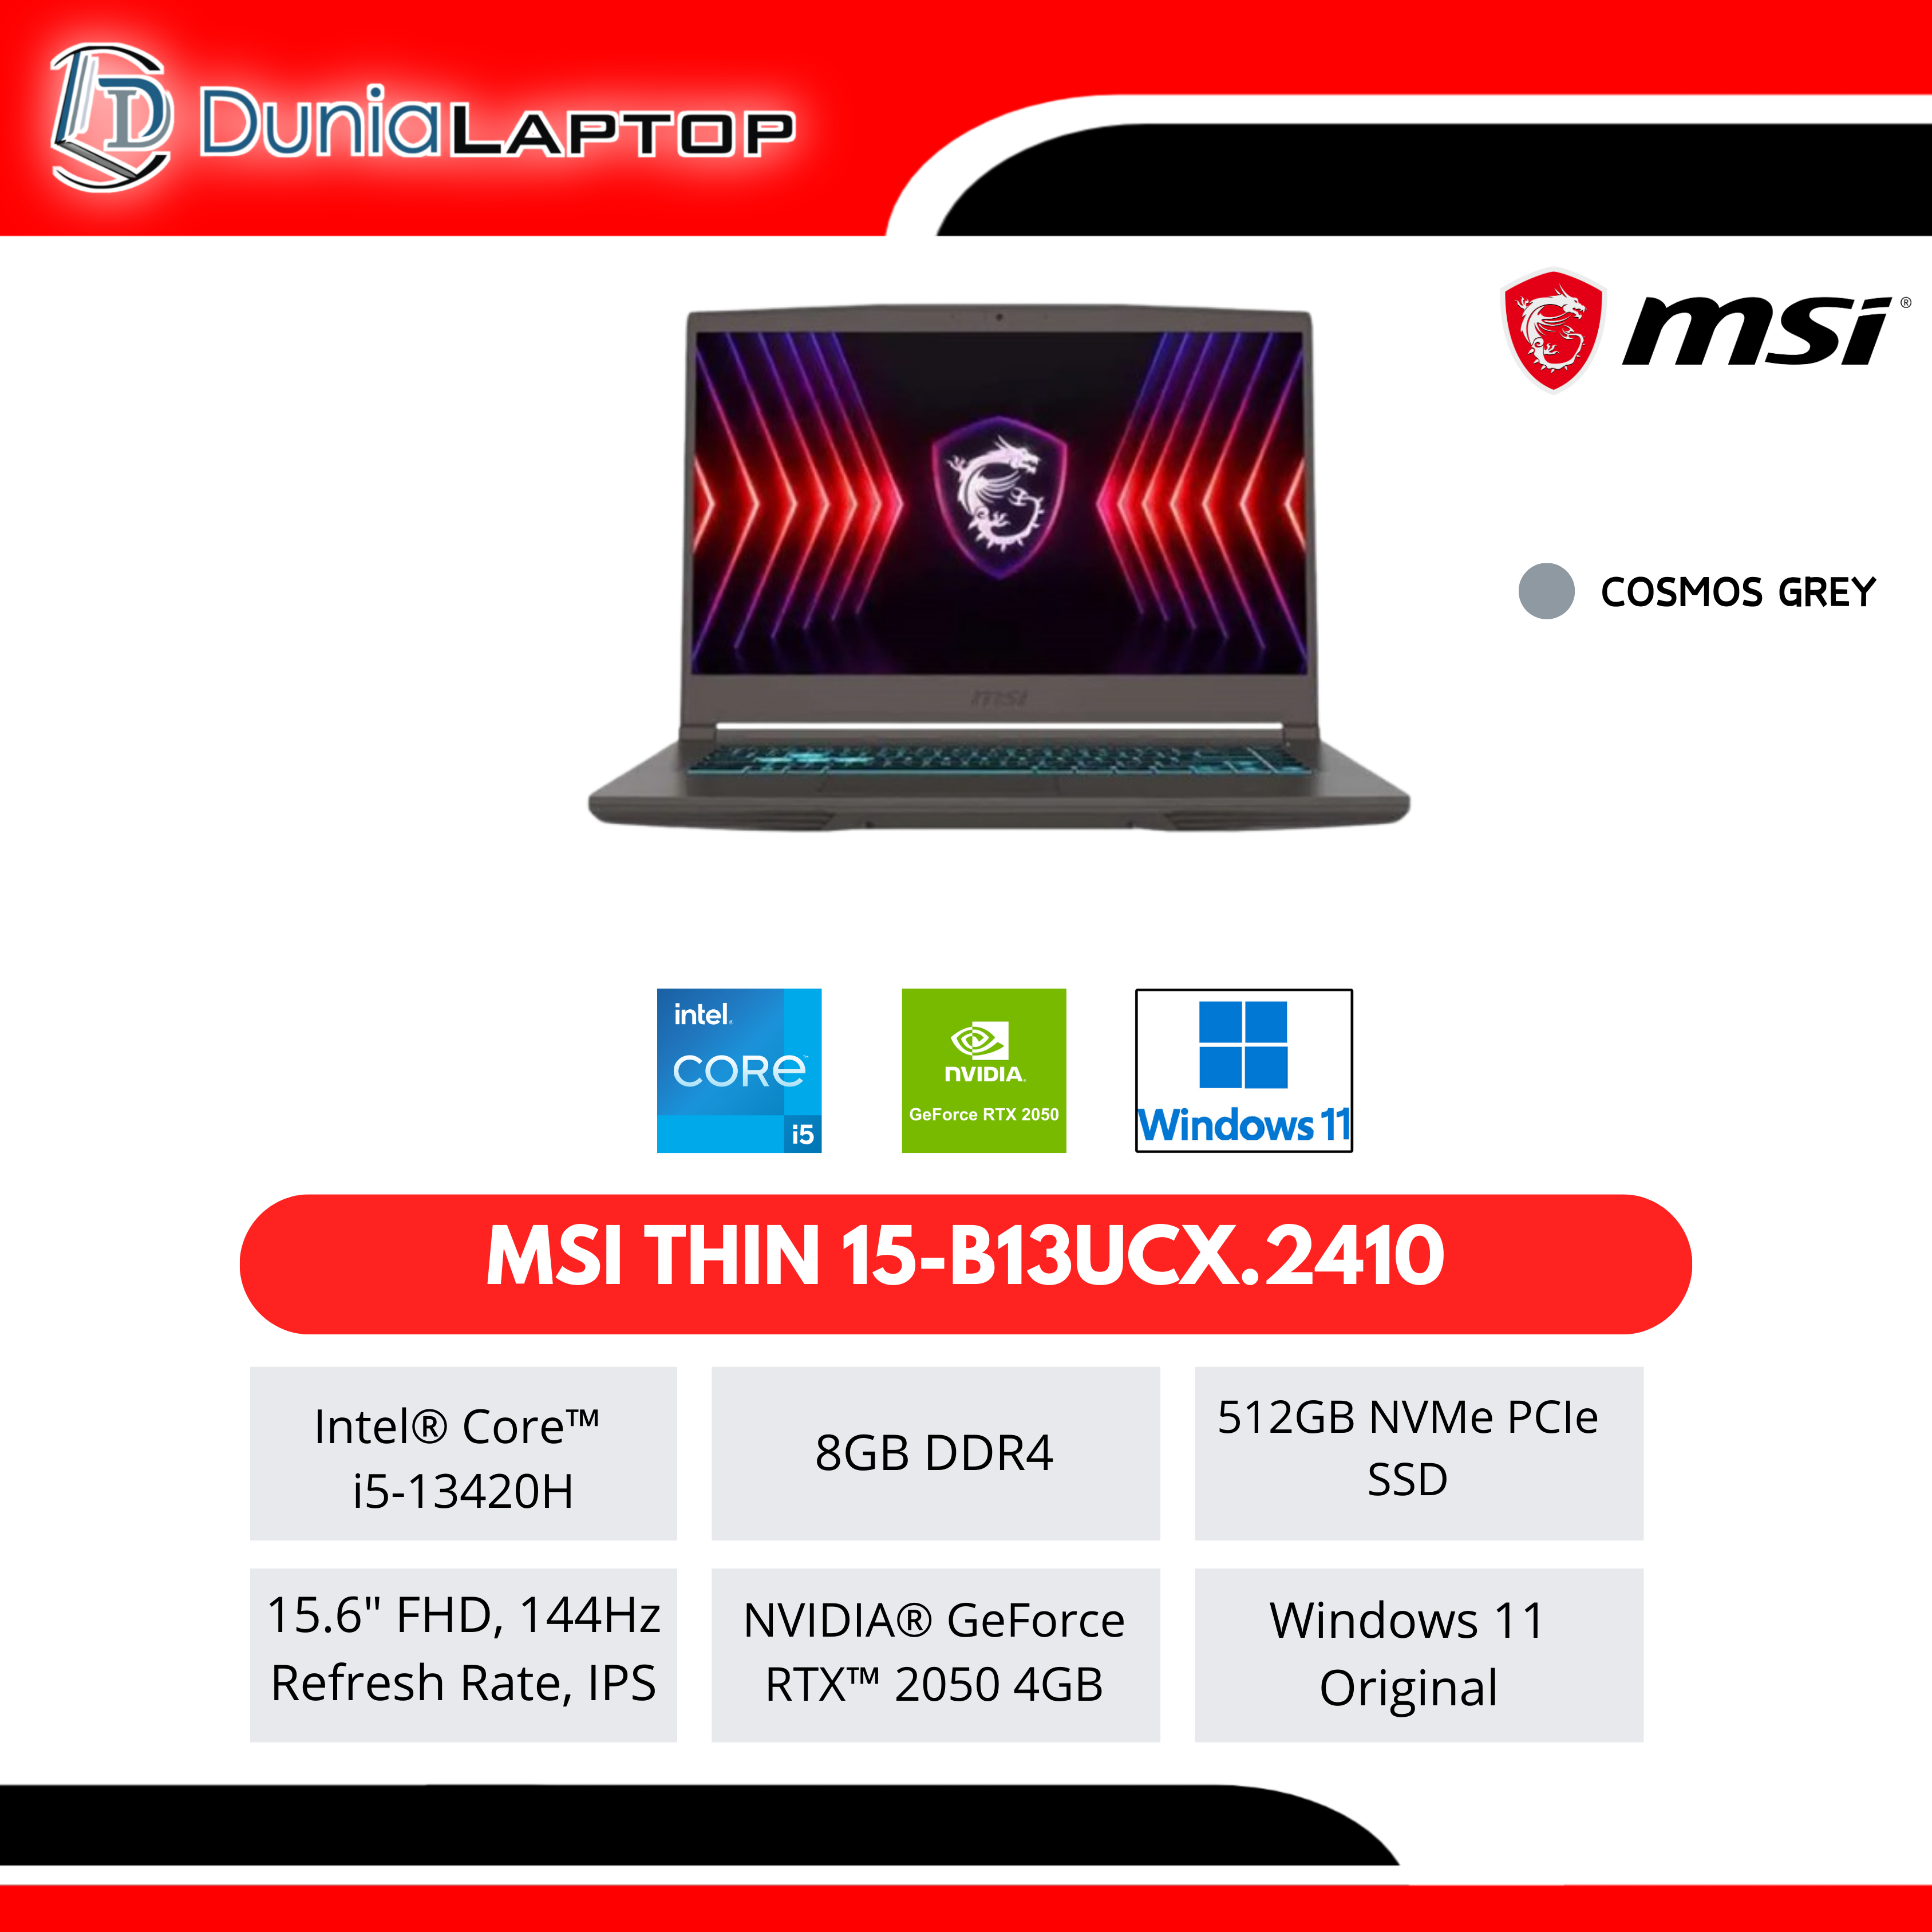 DuniaLAPTOP
msi®
COSMOS GREY
msi
intel.
CORE™
i5
NVIDIA.
GeForce RTX 2050
Windows 11
MSI THIN 15-B13UCX.2410
Intel® Core™
i5-13420H
8GB DDR4
512GB NVMe PCIe
SSD
15.6" FHD, 144Hz
Refresh Rate, IPS
NVIDIA® GeForce
RTX™ 2050 4GB
Windows 11
Original